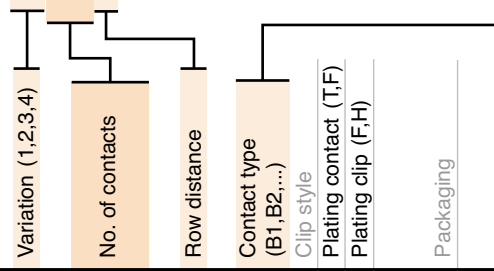 Variation (1,2,3,4)
No. of contacts
Row distance
Contact type
(B1,B2,...)
Clip style
Plating contact (T,F)
Plating clip (F,H)
Packaging